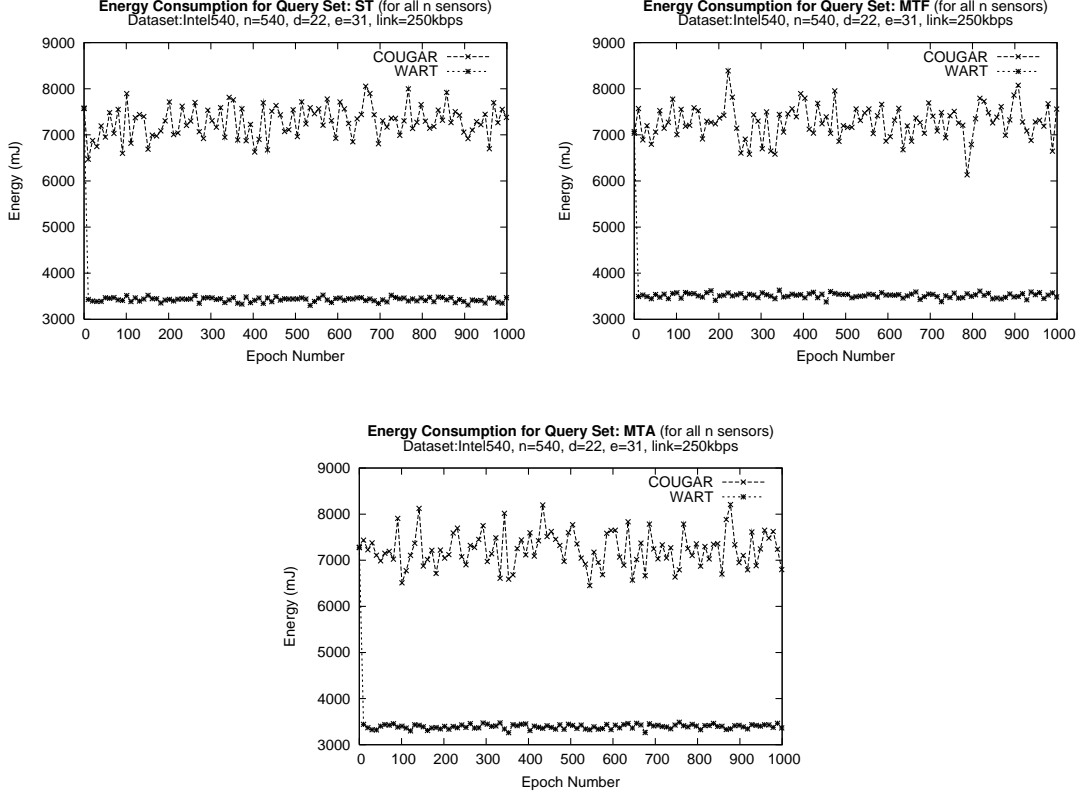 Energy Consumption for Query Set: ST (for all n sensors)
Dataset:Intel540, n=540, d=22, e=31, link=250kbps
9000
8000
7000
6000
5000
4000
3000
Energy (mJ)
COUGAR
WART
0 100 200 300 400 500 600 700 800 900 1000
Epoch Number
Energy Consumption for Query Set: MTF (for all n sensors)
Dataset:Intel540, n=540, d=22, e=31, link=250kbps
9000
8000
7000
6000
5000
4000
3000
Energy (mJ)
COUGAR
WART
0 100 200 300 400 500 600 700 800 900 1000
Epoch Number
Energy Consumption for Query Set: MTA (for all n sensors)
Dataset:Intel540, n=540, d=22, e=31, link=250kbps
9000
8000
7000
6000
5000
4000
3000
Energy (mJ)
COUGAR
WART
0 100 200 300 400 500 600 700 800 900 1000
Epoch Number